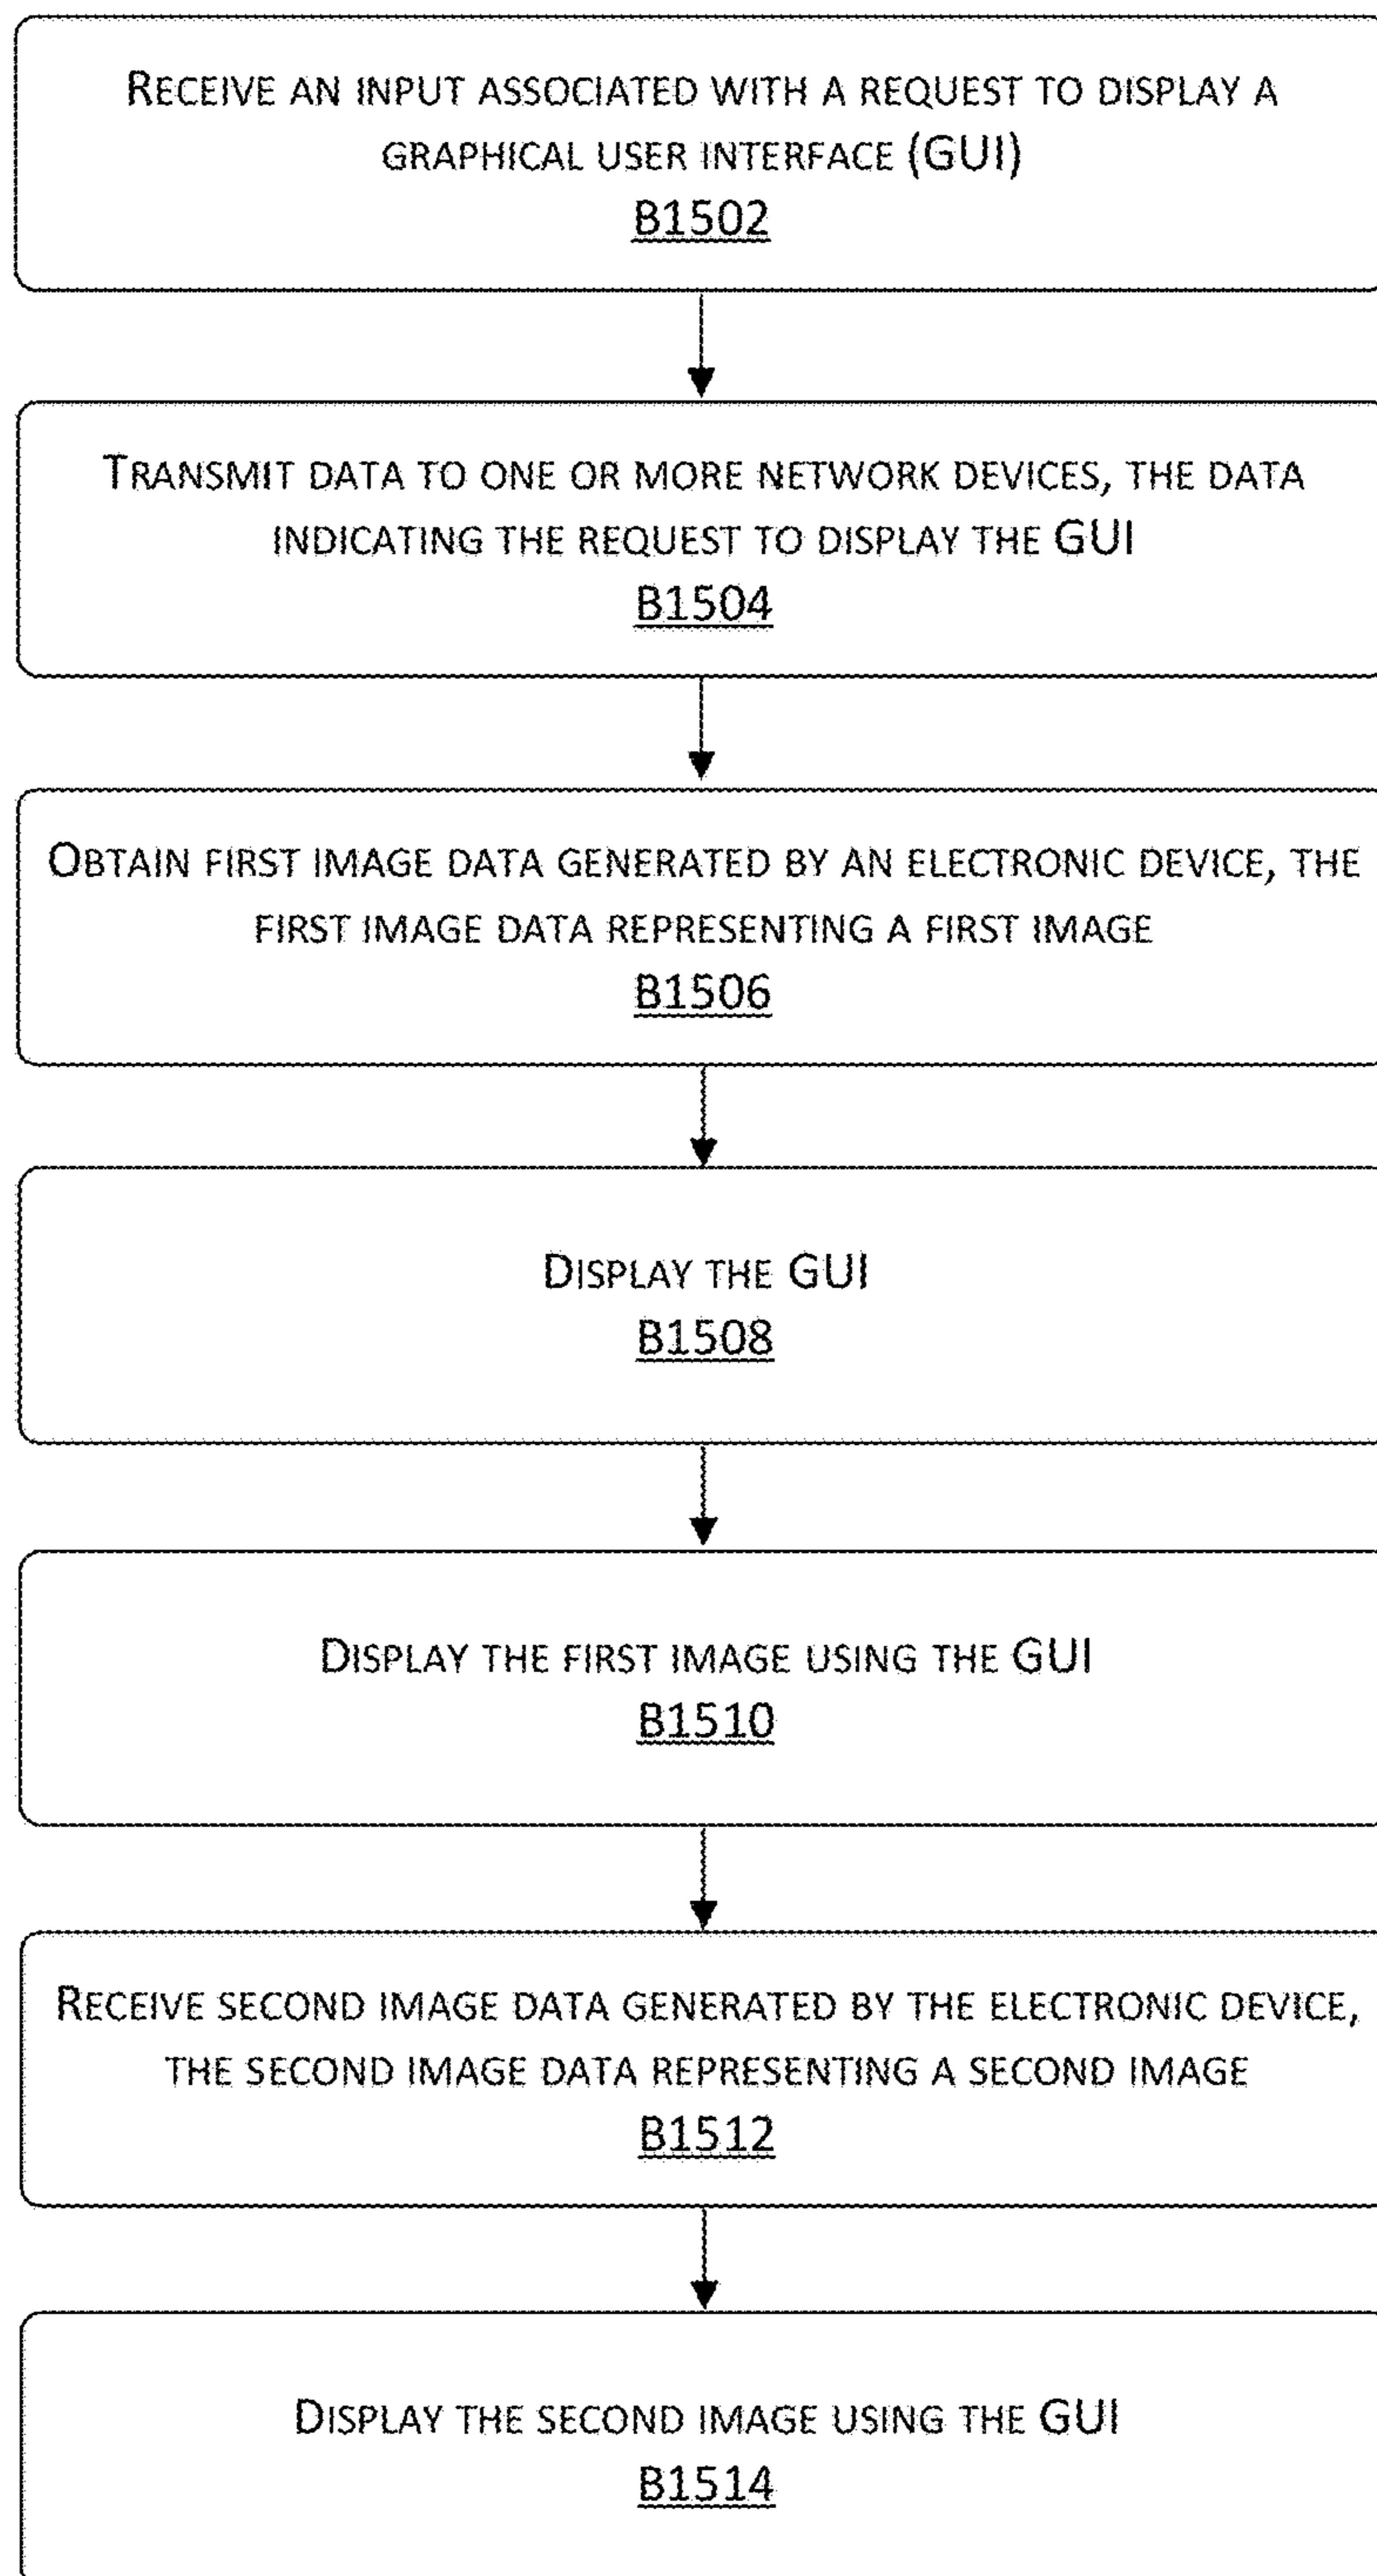 RECEIVE AN INPUT ASSOCIATED WITH A REQUEST TO DISPLAY A
GRAPHICAL USER INTERFACE (GUI)
B1502
TRANSMIT DATA TO ONE OR MORE NETWORK DEVICES, THE DATA
INDICATING THE REQUEST TO DISPLAY THE GUI
B1504
OBTAIN FIRST IMAGE DATA GENERATED BY AN ELECTRONIC DEVICE, THE
FIRST IMAGE DATA REPRESENTING A FIRST IMAGE
B1506
DISPLAY THE GUI
B1508
DISPLAY THE FIRST IMAGE USING THE GUI
B1510
RECEIVE SECOND IMAGE DATA GENERATED BY THE ELECTRONIC DEVICE,
THE SECOND IMAGE DATA REPRESENTING A SECOND IMAGE
B1512
DISPLAY THE SECOND IMAGE USING THE GUI
B1514